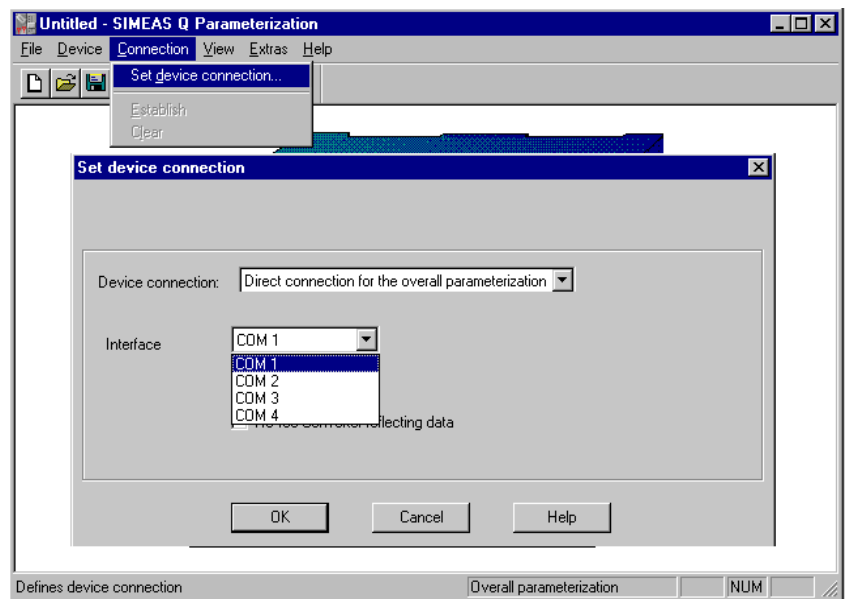 Untitled - SIMEAS Q Parameterization
File Device Connection View Extras Help
Set device connection...
Establish
Clear
Set device connection
Device connection: Direct connection for the overall parameterization
Interface COM 1
COM 1
COM 2
COM 3
COM 4
reflecting data
OK Cancel Help
Defines device connection Overall parameterization NUM